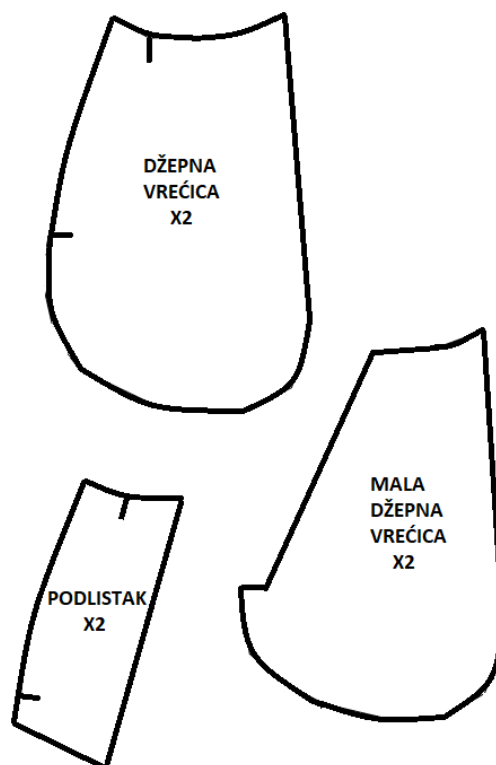 DŽEPNA
VREĆICA
X2
MALA
DŽEPNA
VREĆICA
X2
PODLISTAK
X2